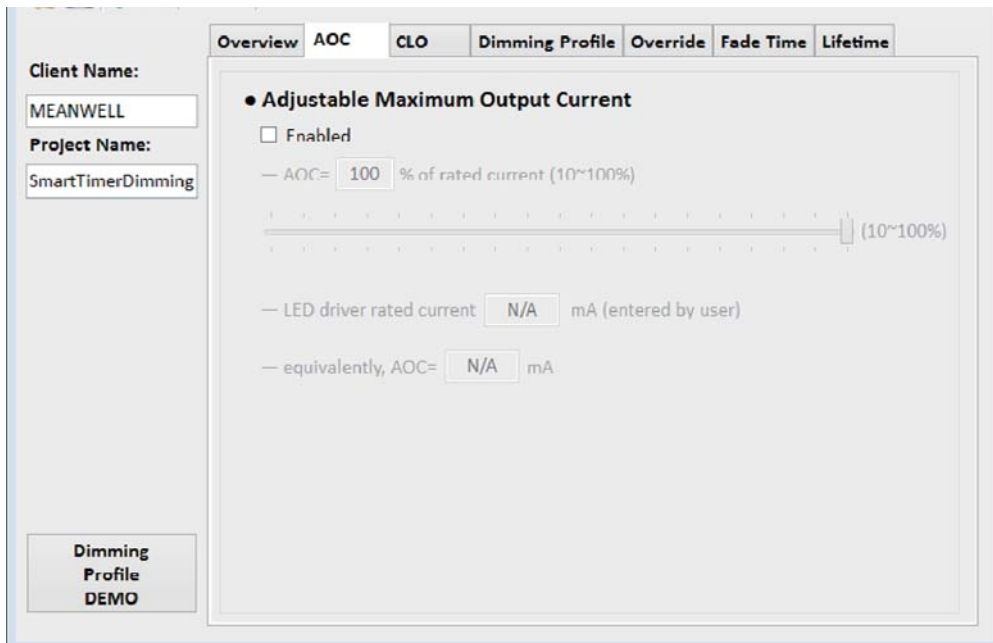 Overview AOC CLO Dimming Profile Override Fade Time Lifetime
Client Name:
MEANWELL
Project Name:
SmartTimerDimming
● Adjustable Maximum Output Current
Enabled
— AOC= 100 % of rated current (10~100%)
(10~100%)
— LED driver rated current N/A mA (entered by user)
— equivalently, AOC= N/A mA
Dimming
Profile
DEMO